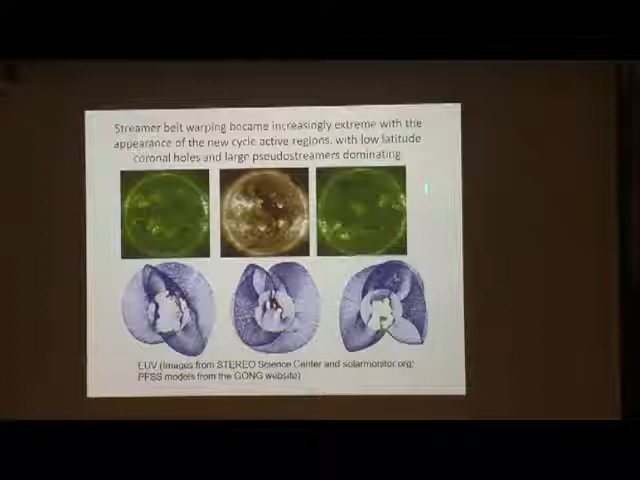 Streamer belt warping became increasingly extreme with the
appearance of the new cycle active regions, with low latitude
coronal holes and large pseudostreamers dominating
EUV (Images from STEREO Science Center and solarmonitor.org;
PFSS models from the GONG website)